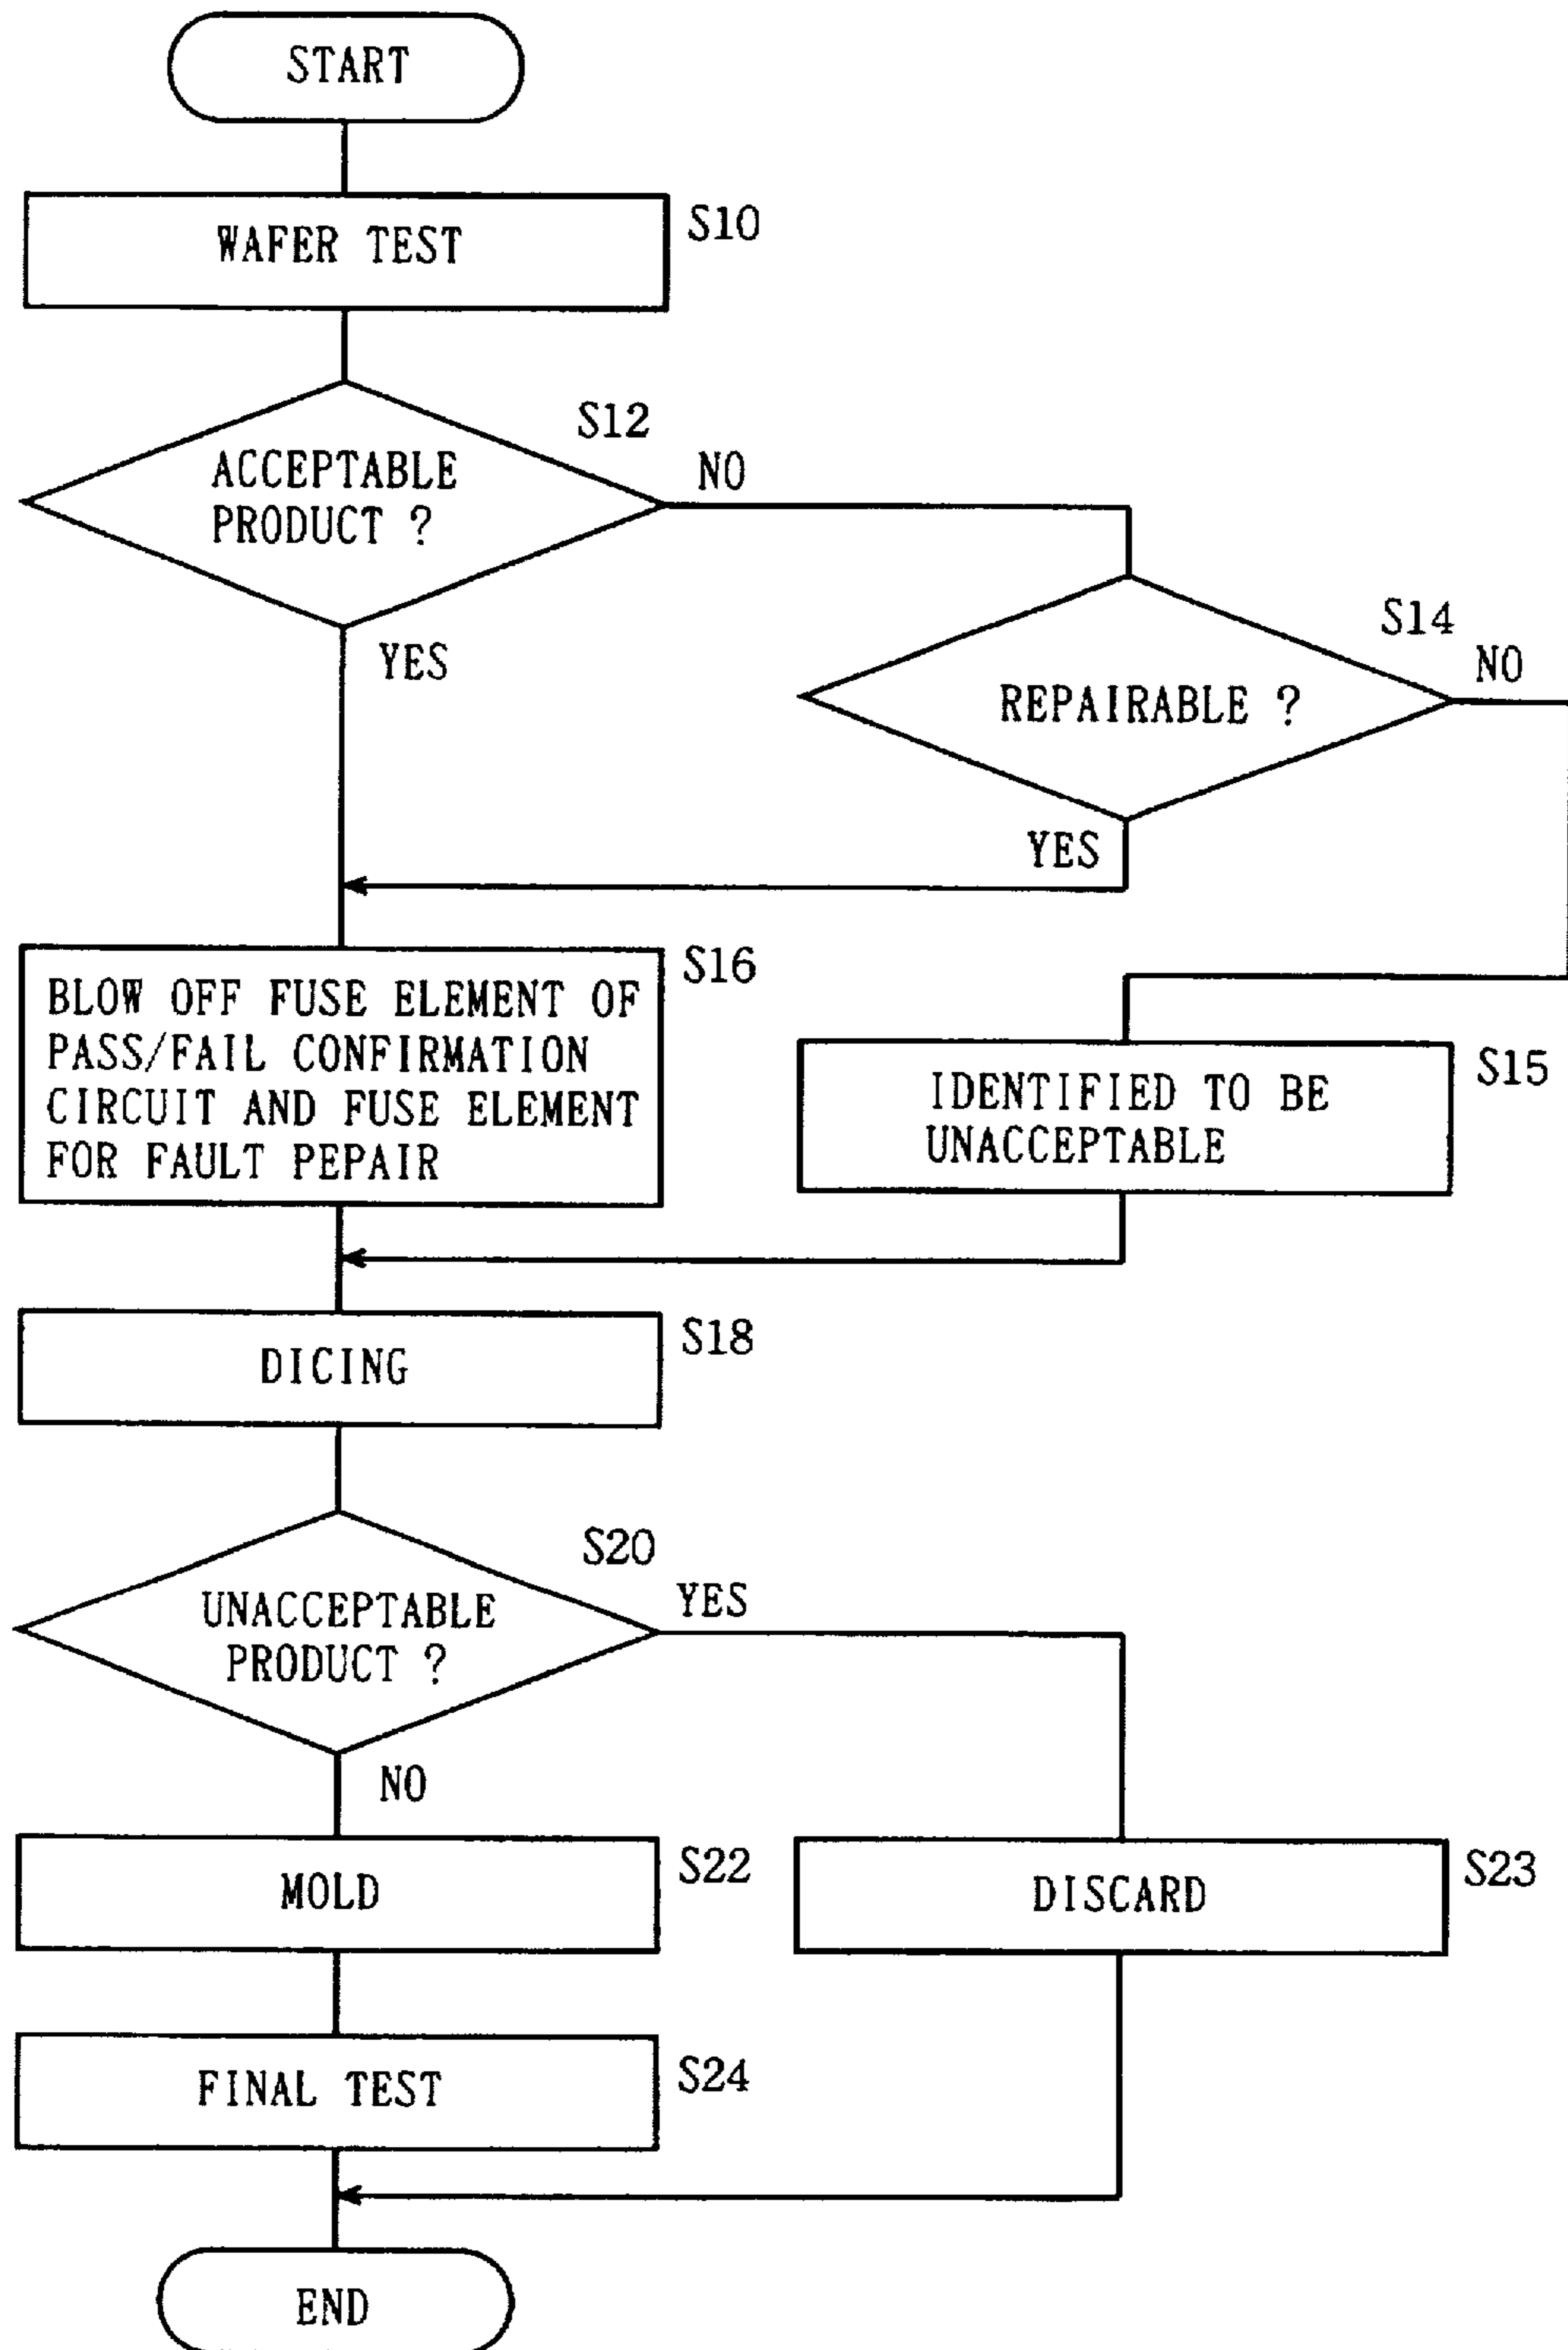 START
WAFER TEST
S10
S12
ACCEPTABLE
PRODUCT ?
NO
YES
S14
NO
REPAIRABLE ?
YES
S16
BLOW OFF FUSE ELEMENT OF
PASS/FAIL CONFIRMATION
CIRCUIT AND FUSE ELEMENT
FOR FAULT PEPAIR
S15
IDENTIFIED TO BE
UNACCEPTABLE
DICING
S18
S20
UNACCEPTABLE
PRODUCT ?
YES
NO
MOLD
S22
DISCARD
S23
FINAL TEST
S24
END